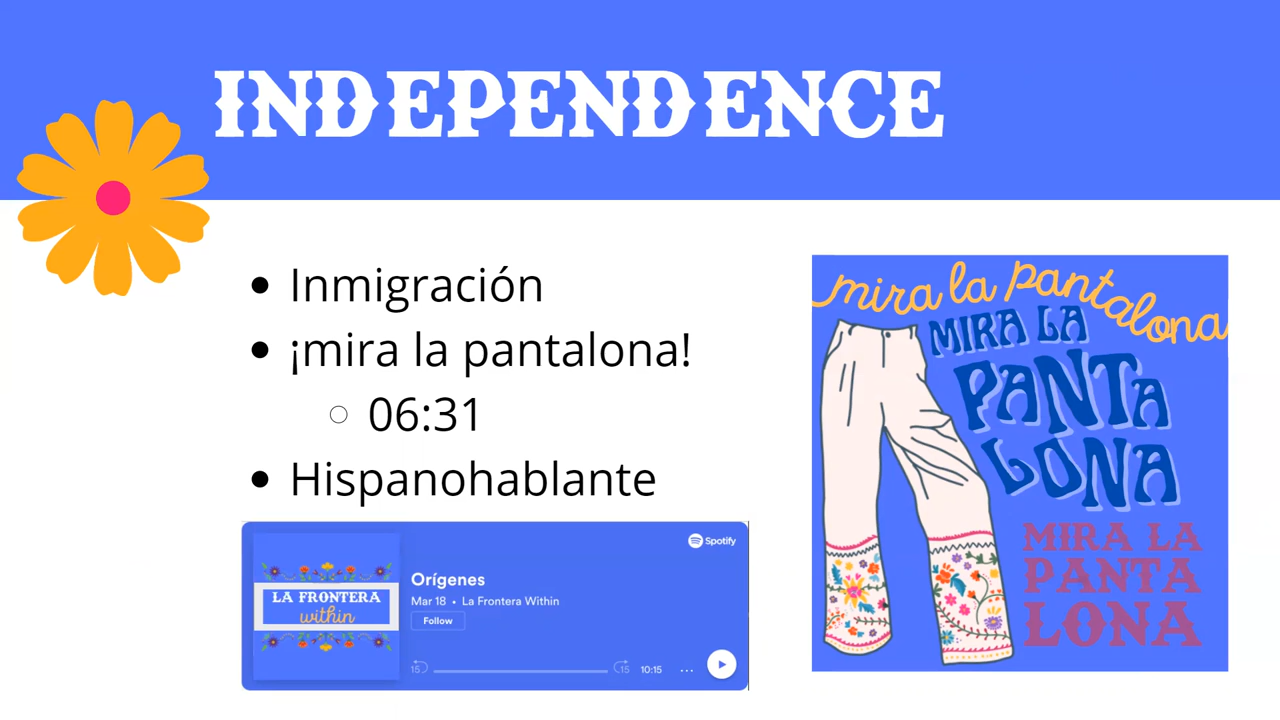 INDEPENDENCE
Inmigración
¡mira la pantalona!
06:31
Hispanohablante
LA FRONTERA
within
Spotify
Orígenes
Mar 18 • La Frontera Within
Follow
15
15
10:15
mira la pantalona
MIRA LA
PANTA
LONA
MIRA LA
PANTA
LONA